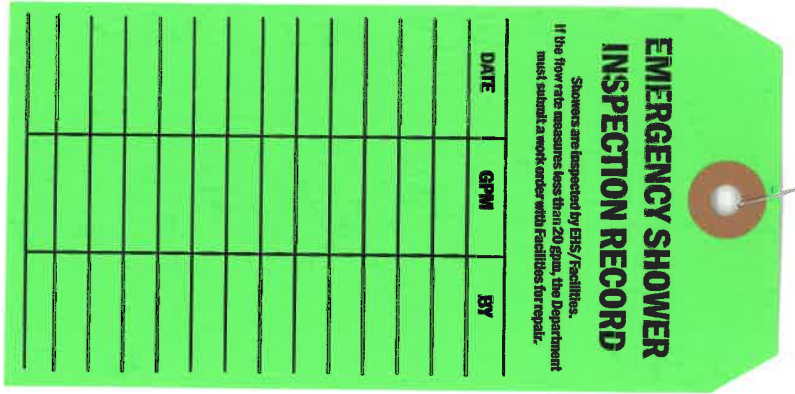 EMERGENCY SHOWER
INSPECTION RECORD
Showers are inspected by EHS/Facilities.
If the flow rate measures less than 20 gpm, the Department
must submit a work order with Facilities for repair.
DATE GPM BY